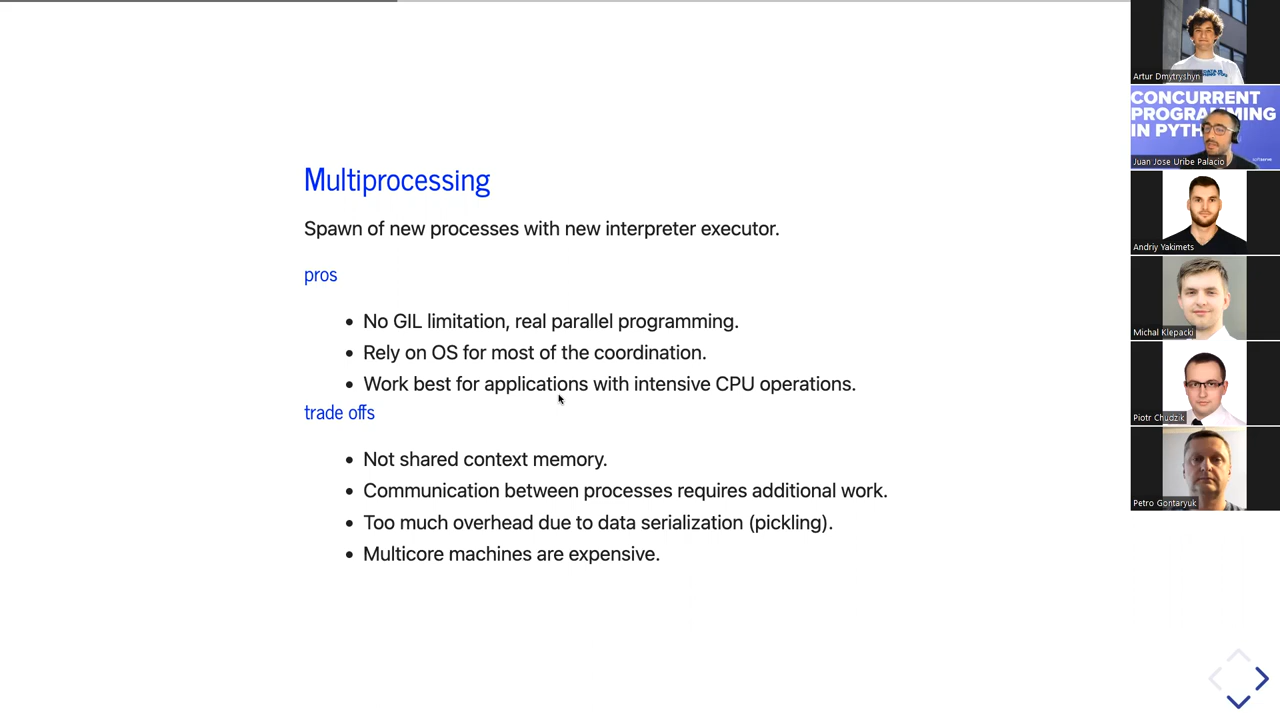 Multiprocessing
Spawn of new processes with new interpreter executor.
pros
No GIL limitation, real parallel programming.
Rely on OS for most of the coordination.
Work best for applications with intensive CPU operations.
trade offs
Not shared context memory.
Communication between processes requires additional work.
Too much overhead due to data serialization (pickling).
Multicore machines are expensive.
Artur Dmytryshyn
CONCURRENT
PROGRAMMING
IN PYTH
softserve
Juan Jose Uribe Palacio
Andriy Yakimets
Michal Klepacki
Piotr Chudzik
Petro Gontaryuk